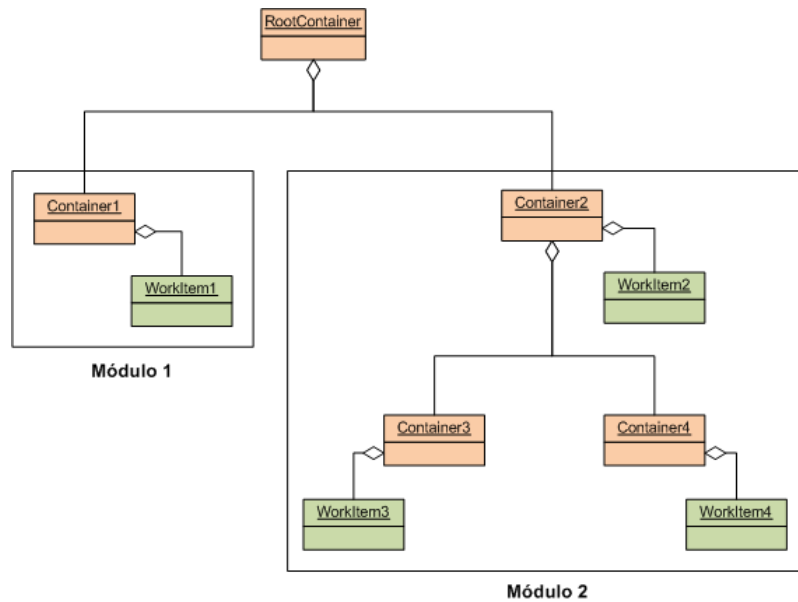 RootContainer
Container1
WorkItem1
Módulo 1
Container2
WorkItem2
Container3
Container4
WorkItem3
WorkItem4
Módulo 2